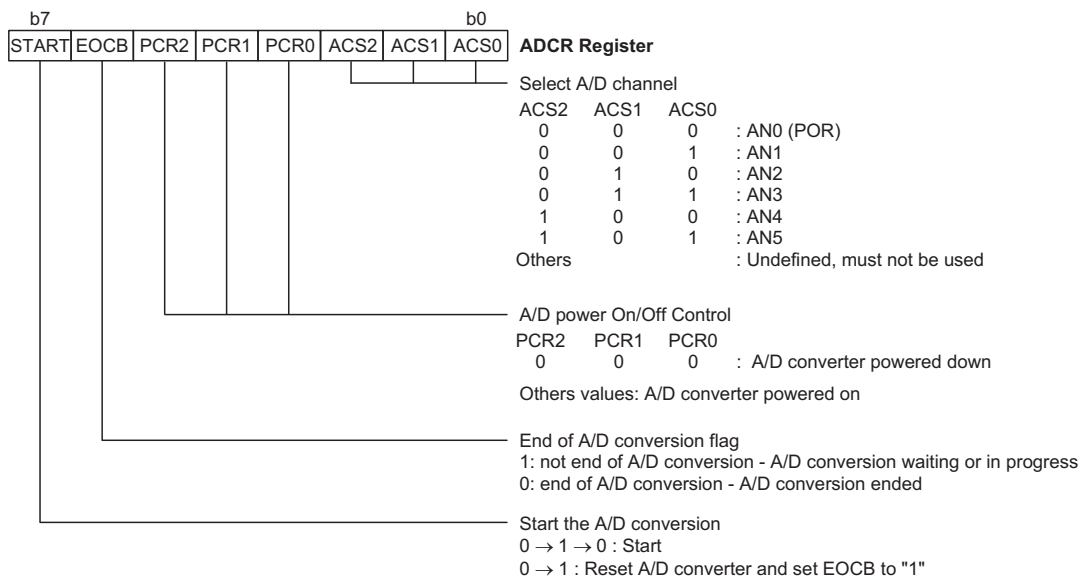 b7 b0
START EOCB PCR2 PCR1 PCR0 ACS2 ACS1 ACS0 ADCR Register
Select A/D channel
ACS2 ACS1 ACS0
0 0 0 : AN0 (POR)
0 0 1 : AN1
0 1 0 : AN2
0 1 1 : AN3
1 0 0 : AN4
1 0 1 : AN5
Others : Undefined, must not be used
A/D power On/Off Control
PCR2 PCR1 PCR0
0 0 0 : A/D converter powered down
Others values: A/D converter powered on
End of A/D conversion flag
1: not end of A/D conversion - A/D conversion waiting or in progress
0: end of A/D conversion - A/D conversion ended
Start the A/D conversion
0 → 1 → 0 : Start
0 → 1 : Reset A/D converter and set EOCB to "1"